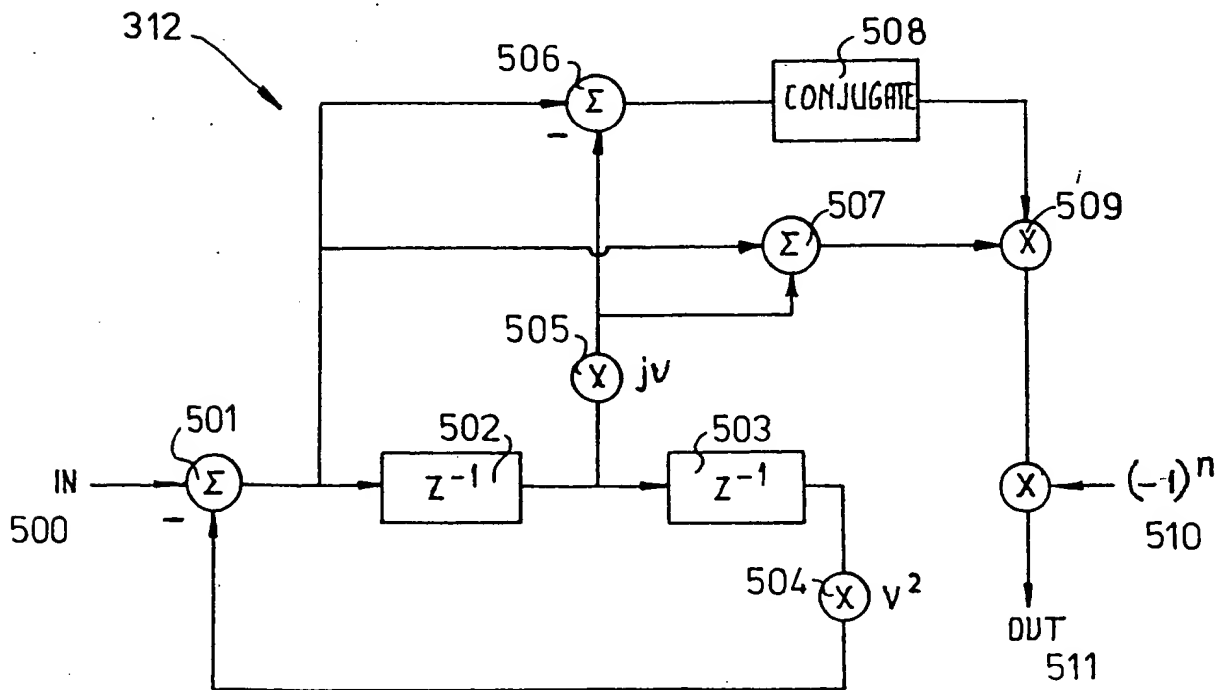 312
506
508
Σ
CONJUGATE
−
507
509
Σ
X
505
X
jν
501
502
503
IN
Σ
Z⁻¹
Z⁻¹
X
(-1)ⁿ
−
500
510
504
X
V²
OUT
511